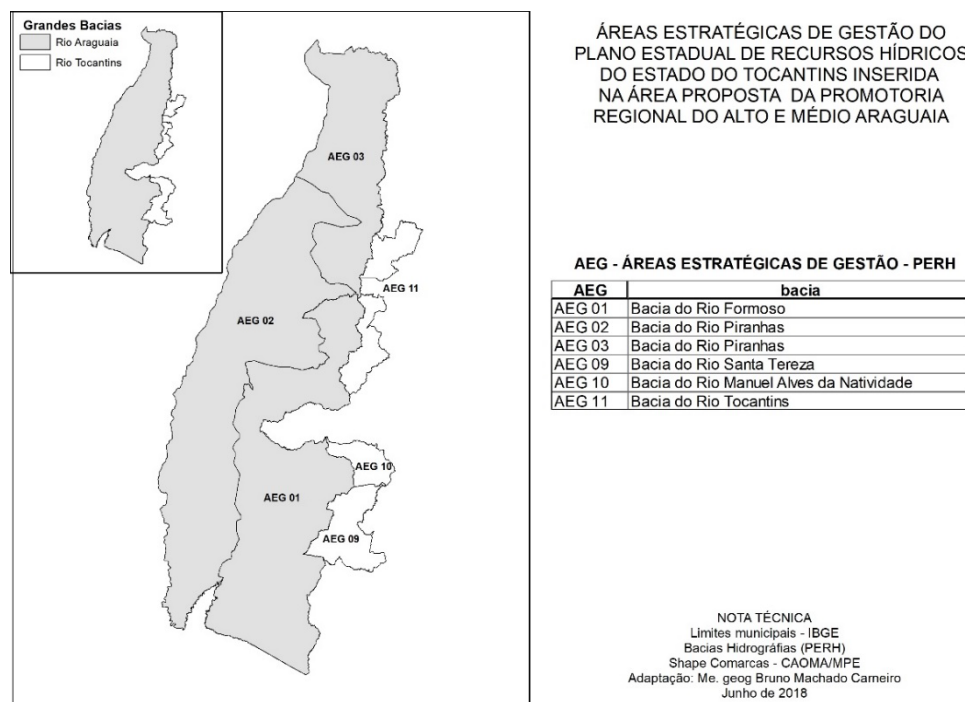 Grandes Bacias
Rio Araguaia
Rio Tocantins
AEG 03
AEG 11
AEG 02
AEG 10
AEG 01
AEG 09
ÁREAS ESTRATÉGICAS DE GESTÃO DO
PLANO ESTADUAL DE RECURSOS HÍDRICOS
DO ESTADO DO TOCANTINS INSERIDA
NA ÁREA PROPOSTA DA PROMOTORIA
REGIONAL DO ALTO E MÉDIO ARAGUAIA
AEG - ÁREAS ESTRATÉGICAS DE GESTÃO - PERH
AEG bacia
AEG 01 Bacia do Rio Formoso
AEG 02 Bacia do Rio Piranhas
AEG 03 Bacia do Rio Piranhas
AEG 09 Bacia do Rio Santa Tereza
AEG 10 Bacia do Rio Manuel Alves da Natividade
AEG 11 Bacia do Rio Tocantins
NOTA TÉCNICA
Limites municipais - IBGE
Bacias Hidrográfias (PERH)
Shape Comarcas - CAOMA/MPE
Adaptação: Me. geog Bruno Machado Carneiro
Junho de 2018